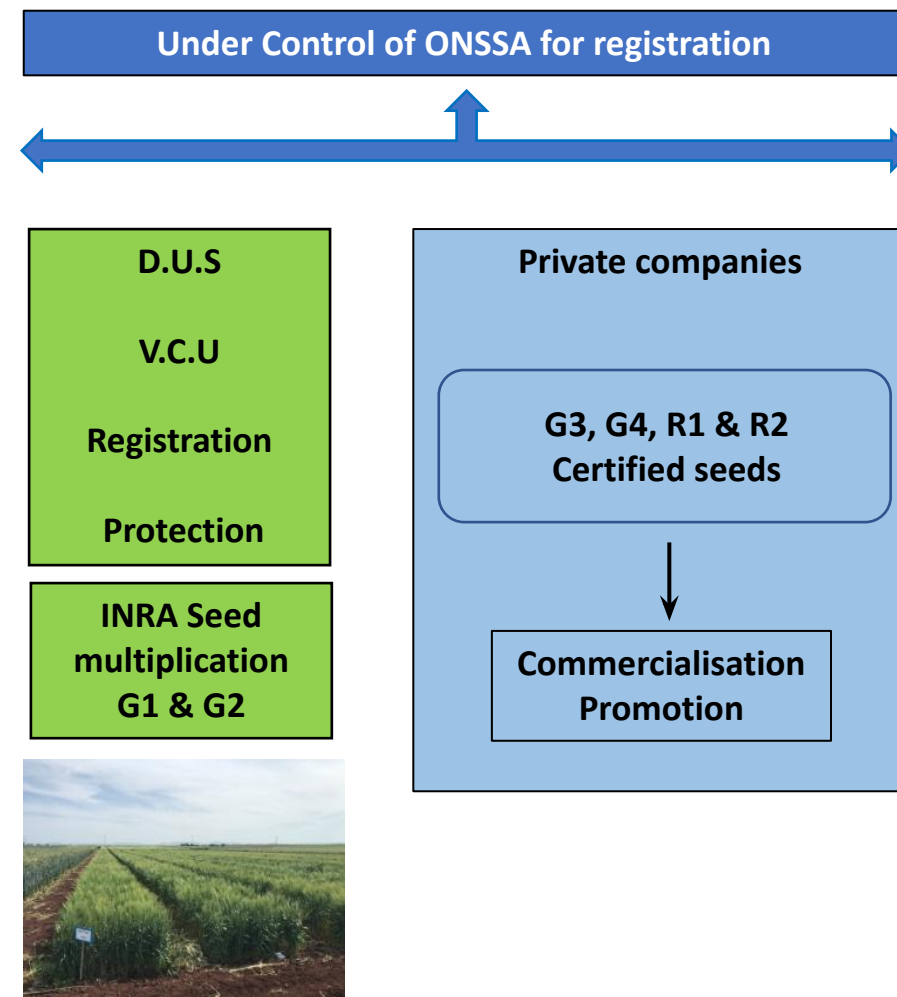 Under Control of ONSSA for registration
D.U.S
V.C.U
Registration
Protection
INRA Seed
multiplication
G1 & G2
Private companies
G3, G4, R1 & R2
Certified seeds
Commercialisation
Promotion